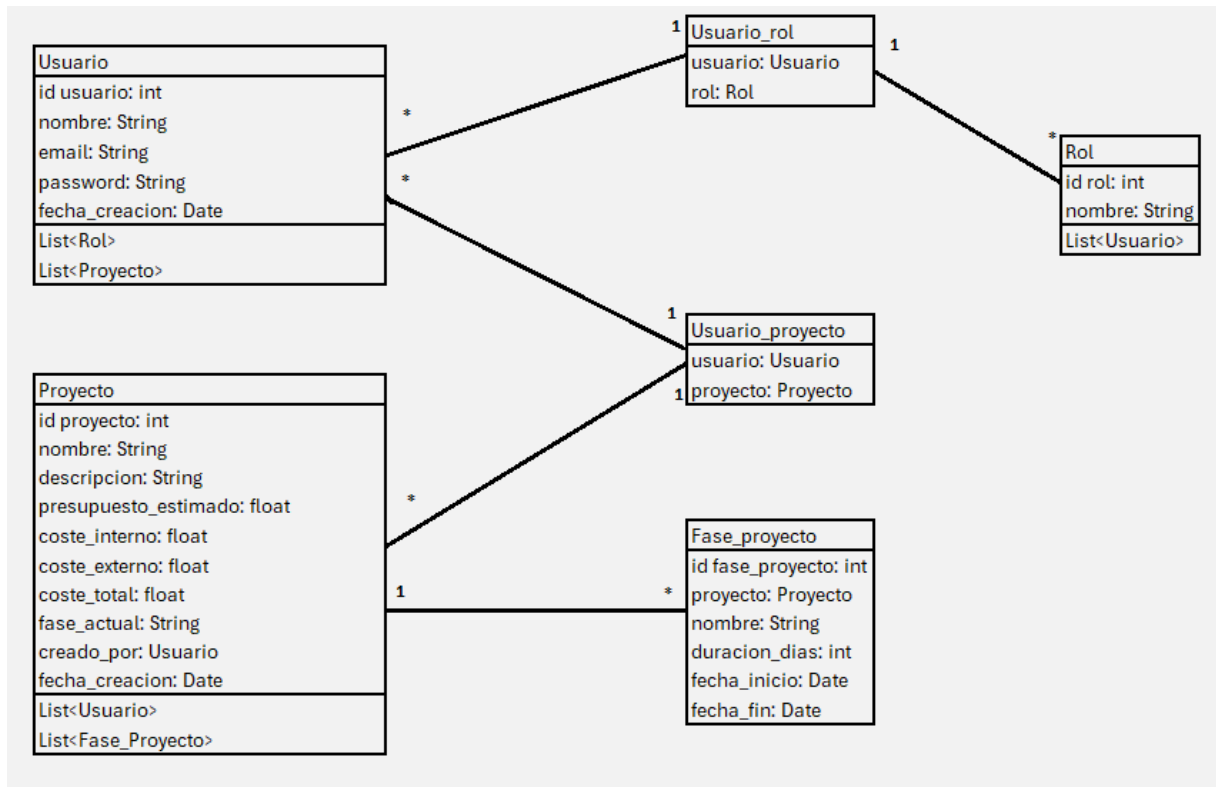 Usuario
id usuario: int
nombre: String
email: String
password: String
fecha_creacion: Date
List<Rol>
List<Proyecto>
*
*
1
Usuario_rol
usuario: Usuario
rol: Rol
1
*
Rol
id rol: int
nombre: String
List<Usuario>
1
Usuario_proyecto
usuario: Usuario
proyecto: Proyecto
1
Proyecto
id proyecto: int
nombre: String
descripcion: String
presupuesto_estimado: float
coste_interno: float
coste_externo: float
coste_total: float
fase_actual: String
creado_por: Usuario
fecha_creacion: Date
List<Usuario>
List<Fase_Proyecto>
*
1
*
Fase_proyecto
id fase_proyecto: int
proyecto: Proyecto
nombre: String
duracion_dias: int
fecha_inicio: Date
fecha_fin: Date